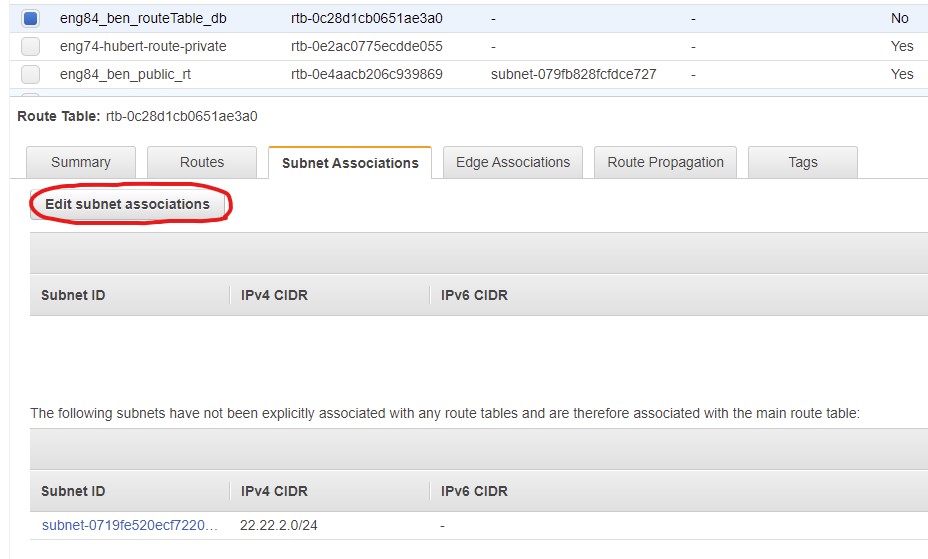 eng84_ben_routeTable_db rtb-0c28d1cb0651ae3a0 - - No
eng74-hubert-route-private rtb-0e2ac0775ecdde055 - - Yes
eng84_ben_public_rt rtb-0e4aacb206c939869 subnet-079fb828fcfdce727 - Yes
Route Table: rtb-0c28d1cb0651ae3a0
Summary Routes Subnet Associations Edge Associations Route Propagation Tags
Edit subnet associations
Subnet ID IPv4 CIDR IPv6 CIDR
The following subnets have not been explicitly associated with any route tables and are therefore associated with the main route table:
Subnet ID IPv4 CIDR IPv6 CIDR
subnet-0719fe520ecf7220... 22.22.2.0/24 -